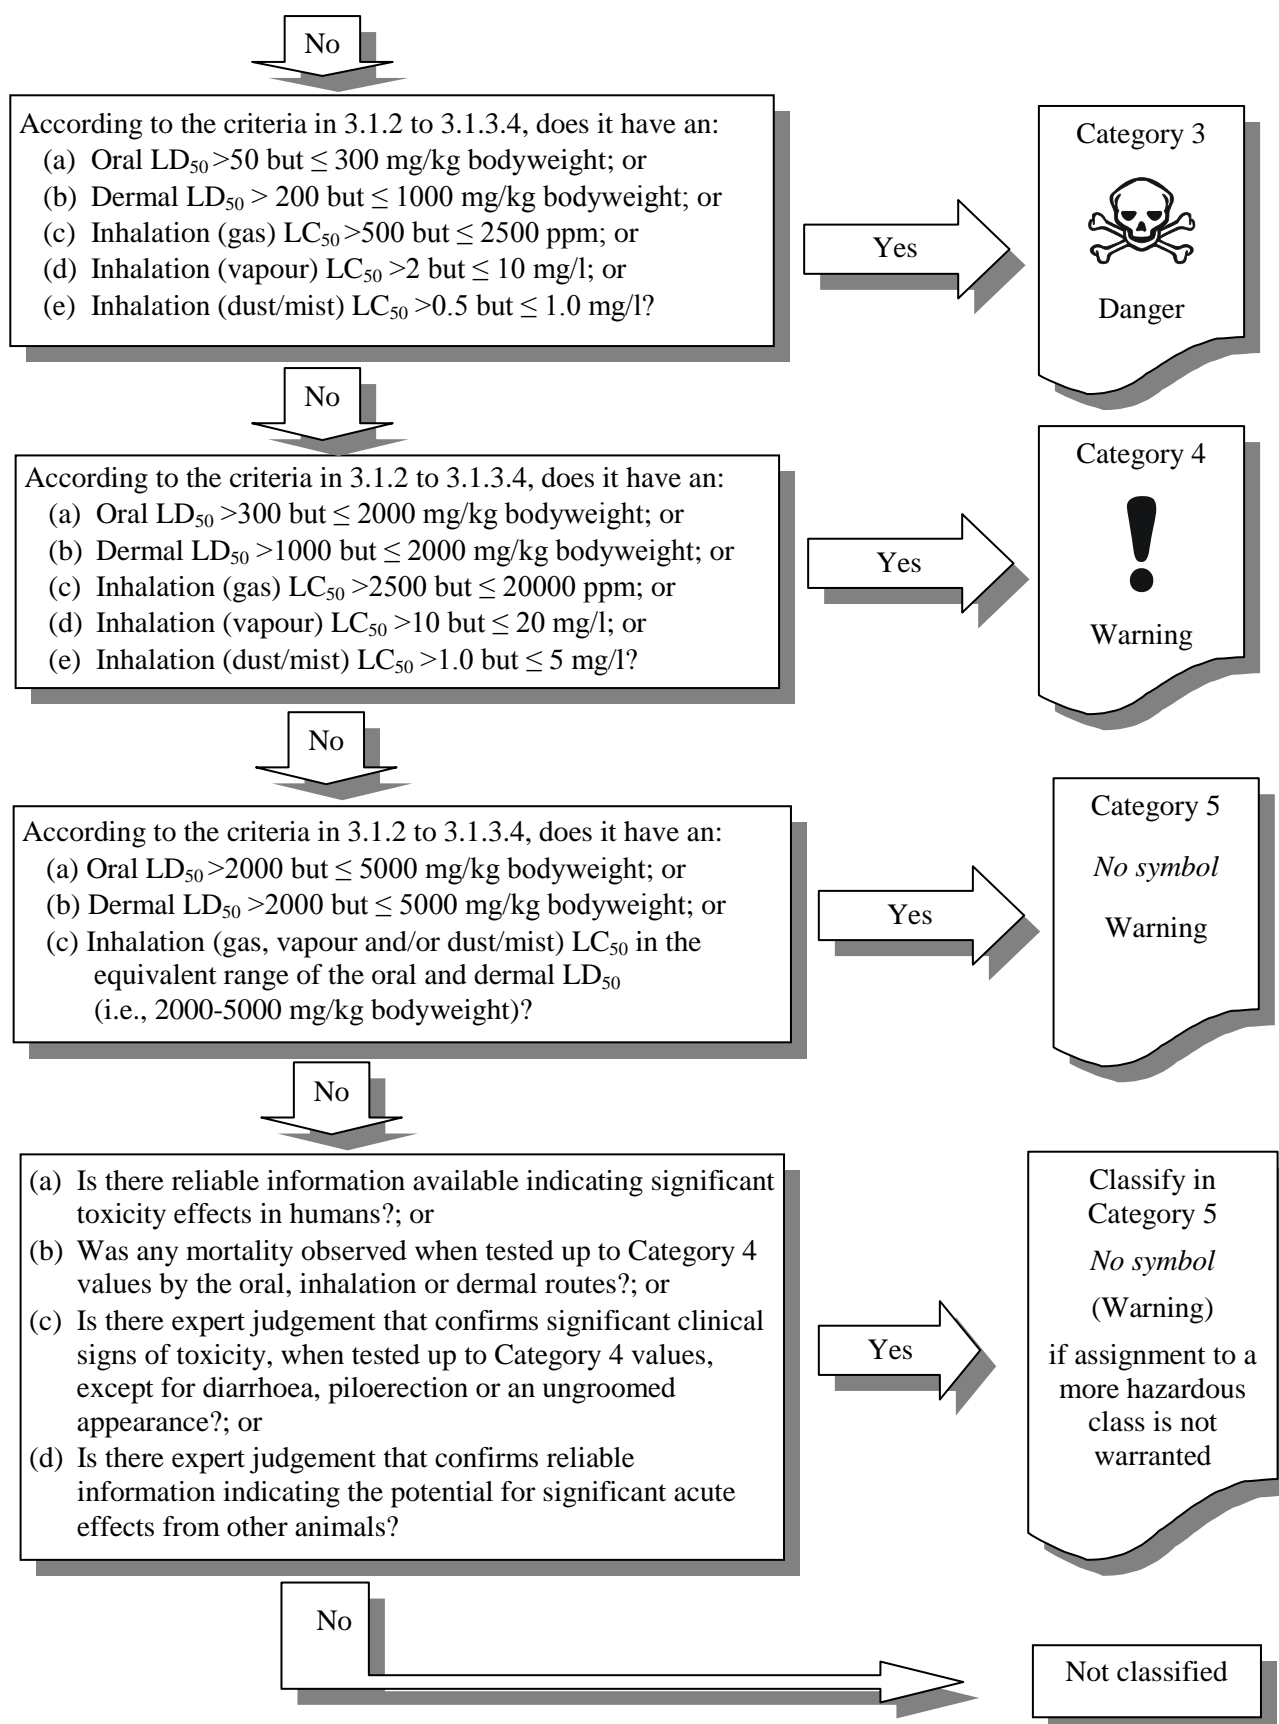 No
According to the criteria in 3.1.2 to 3.1.3.4, does it have an:
(a) Oral LD50 >50 but ≤ 300 mg/kg bodyweight; or
(b) Dermal LD50 > 200 but ≤ 1000 mg/kg bodyweight; or
(c) Inhalation (gas) LC50 >500 but ≤ 2500 ppm; or
(d) Inhalation (vapour) LC50 >2 but ≤ 10 mg/l; or
(e) Inhalation (dust/mist) LC50 >0.5 but ≤ 1.0 mg/l?
Yes
Category 3
Danger
No
According to the criteria in 3.1.2 to 3.1.3.4, does it have an:
(a) Oral LD50 >300 but ≤ 2000 mg/kg bodyweight; or
(b) Dermal LD50 >1000 but ≤ 2000 mg/kg bodyweight; or
(c) Inhalation (gas) LC50 >2500 but ≤ 20000 ppm; or
(d) Inhalation (vapour) LC50 >10 but ≤ 20 mg/l; or
(e) Inhalation (dust/mist) LC50 >1.0 but ≤ 5 mg/l?
Yes
Category 4
!
Warning
No
According to the criteria in 3.1.2 to 3.1.3.4, does it have an:
(a) Oral LD50 >2000 but ≤ 5000 mg/kg bodyweight; or
(b) Dermal LD50 >2000 but ≤ 5000 mg/kg bodyweight; or
(c) Inhalation (gas, vapour and/or dust/mist) LC50 in the
equivalent range of the oral and dermal LD50
(i.e., 2000-5000 mg/kg bodyweight)?
Yes
Category 5
No symbol
Warning
No
(a) Is there reliable information available indicating significant
toxicity effects in humans?; or
(b) Was any mortality observed when tested up to Category 4
values by the oral, inhalation or dermal routes?; or
(c) Is there expert judgement that confirms significant clinical
signs of toxicity, when tested up to Category 4 values,
except for diarrhoea, piloerection or an ungroomed
appearance?; or
(d) Is there expert judgement that confirms reliable
information indicating the potential for significant acute
effects from other animals?
Yes
Classify in
Category 5
No symbol
(Warning)
if assignment to a
more hazardous
class is not
warranted
No
Not classified